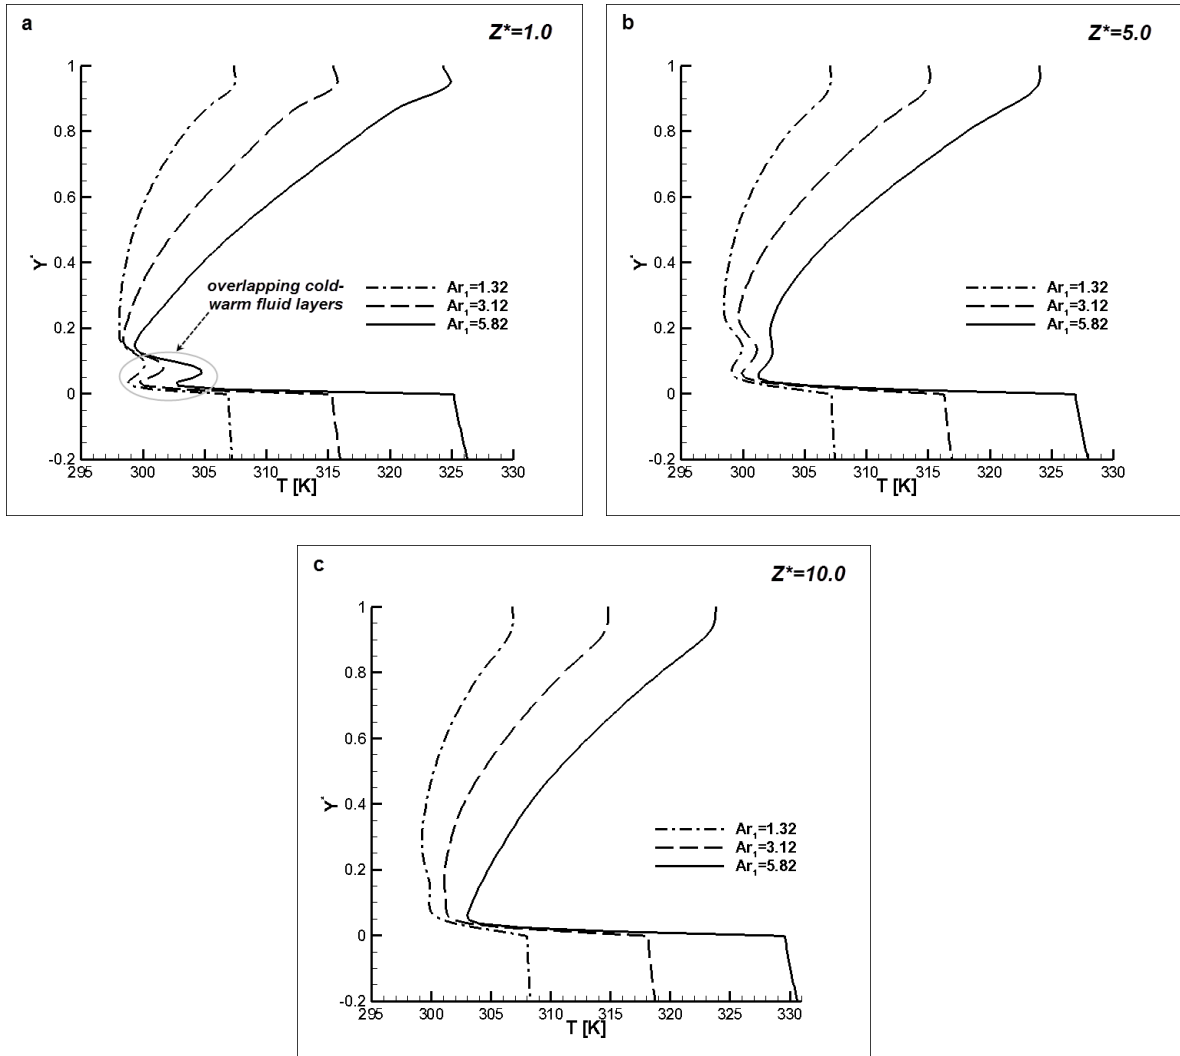 a
Z*=1.0
1
0.8
0.6
0.4
0.2
0
-0.2
Y*
overlapping cold-
warm fluid layers
Ar1=1.32
Ar1=3.12
Ar1=5.82
295 300 305 310 315 320 325 330
T [K]
b
Z*=5.0
1
0.8
0.6
0.4
0.2
0
-0.2
Y*
Ar1=1.32
Ar1=3.12
Ar1=5.82
295 300 305 310 315 320 325 330
T [K]
c
Z*=10.0
1
0.8
0.6
0.4
0.2
0
-0.2
Y*
Ar1=1.32
Ar1=3.12
Ar1=5.82
295 300 305 310 315 320 325 330
T [K]